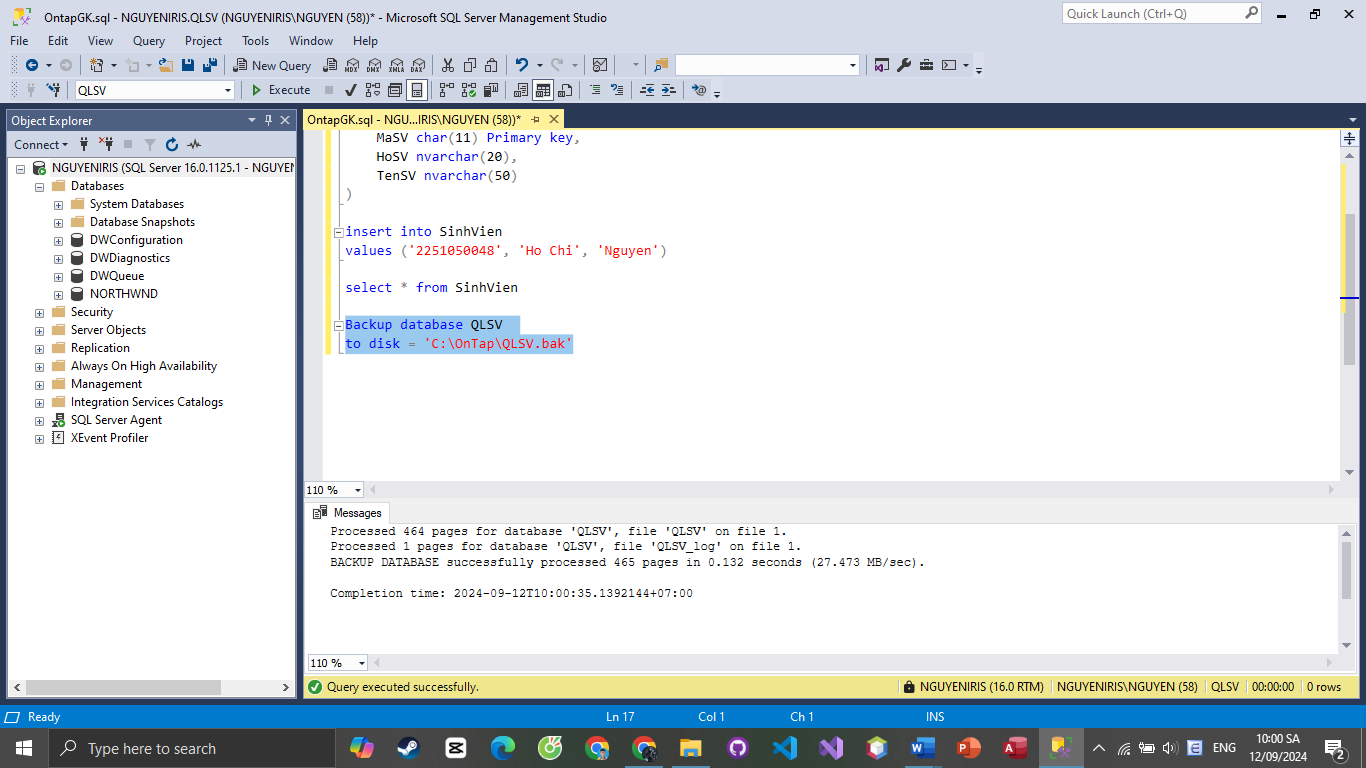 OntapGK.sql - NGUYENIRIS.QLSV (NGUYENIRIS\NGUYEN (58))* - Microsoft SQL Server Management Studio
Quick Launch (Ctrl+Q)
File Edit View Query Project Tools Window Help
New Query MDX DMX XMLA DAX
QLSV Execute
Object Explorer
Connect
NGUYENIRIS (SQL Server 16.0.1125.1 - NGUYEN
Databases
System Databases
Database Snapshots
DWConfiguration
DWDiagnostics
DWQueue
NORTHWND
Security
Server Objects
Replication
Always On High Availability
Management
Integration Services Catalogs
SQL Server Agent
XEvent Profiler
OntapGK.sql - NGU...IRIS\NGUYEN (58))*
MaSV char(11) Primary key,
HoSV nvarchar(20),
TenSV nvarchar(50)
)
insert into SinhVien
values ('2251050048', 'Ho Chi', 'Nguyen')
select * from SinhVien
Backup database QLSV
to disk = 'C:\OnTap\QLSV.bak'
110 %
Messages
Processed 464 pages for database 'QLSV', file 'QLSV' on file 1.
Processed 1 pages for database 'QLSV', file 'QLSV_log' on file 1.
BACKUP DATABASE successfully processed 465 pages in 0.132 seconds (27.473 MB/sec).
Completion time: 2024-09-12T10:00:35.1392144+07:00
110 %
Query executed successfully. NGUYENIRIS (16.0 RTM) NGUYENIRIS\NGUYEN (58) QLSV 00:00:00 0 rows
Ready Ln 17 Col 1 Ch 1 INS
Type here to search
ENG
10:00 SA
12/09/2024
2